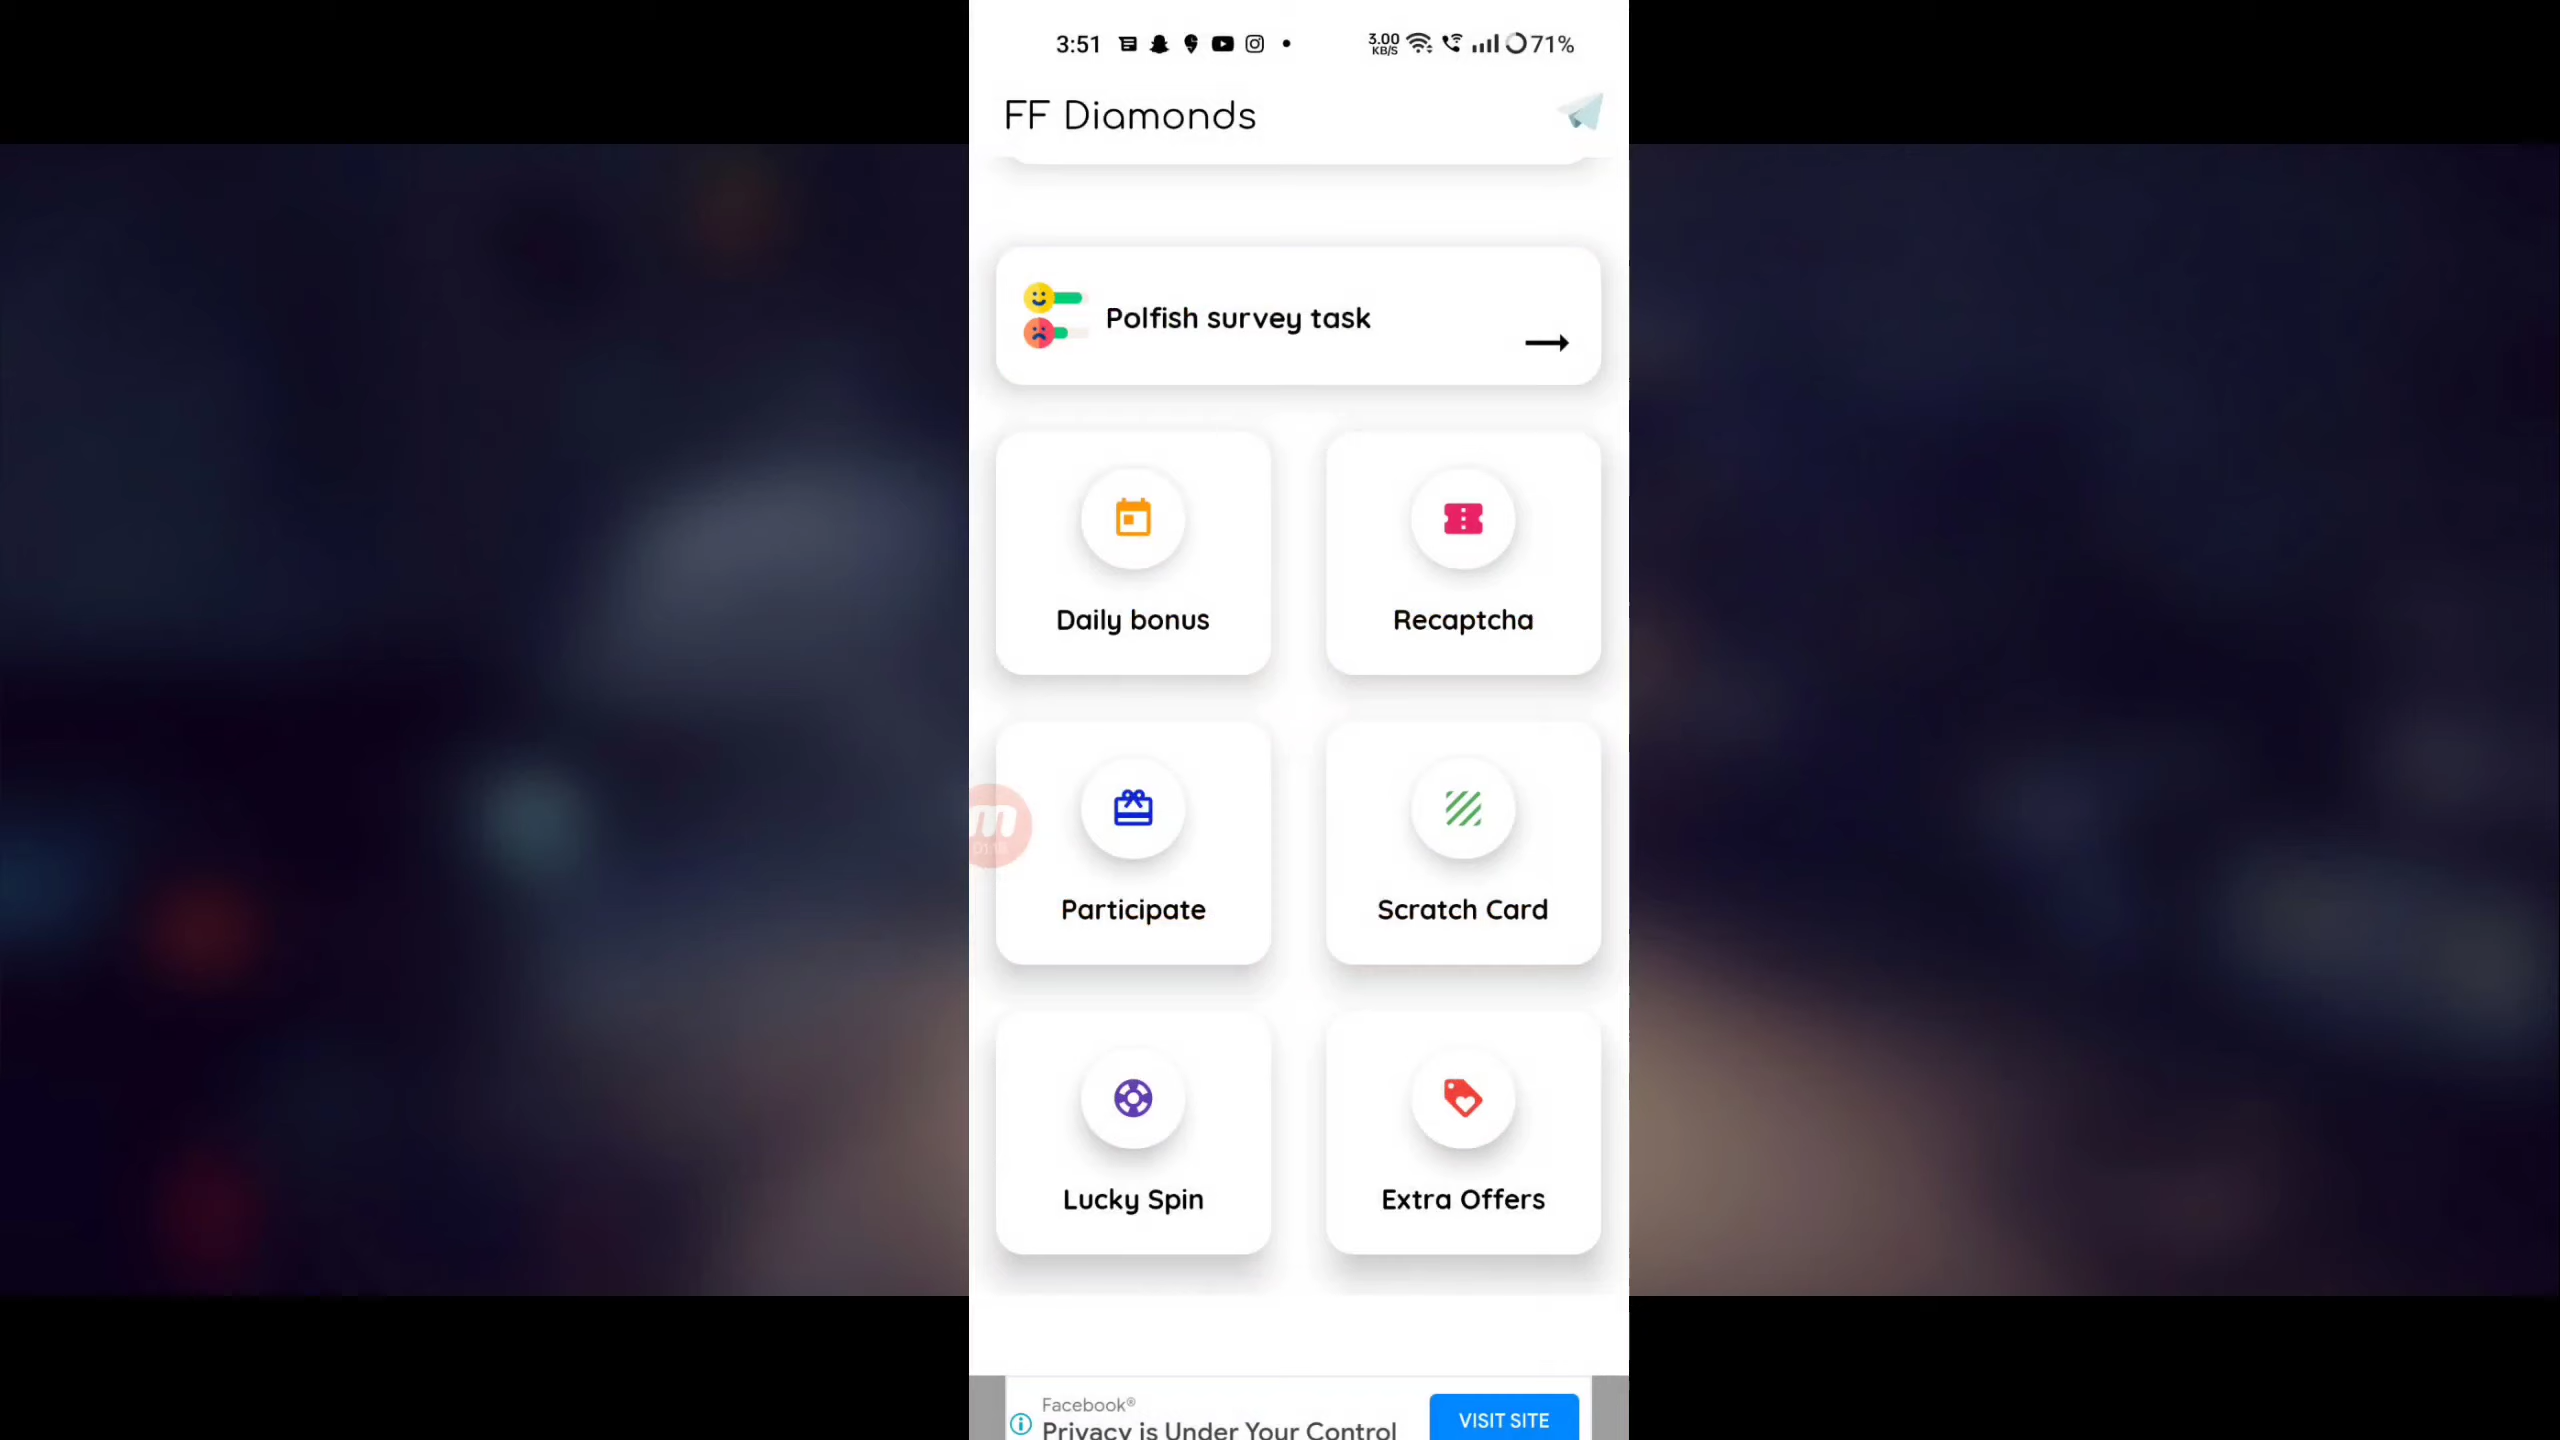 3:51 3.00 KB/S 71%
FF Diamonds
Polfish survey task
Daily bonus
Recaptcha
Participate
Scratch Card
Lucky Spin
Extra Offers
Facebook®
Privacy is Under Your Control
VISIT SITE